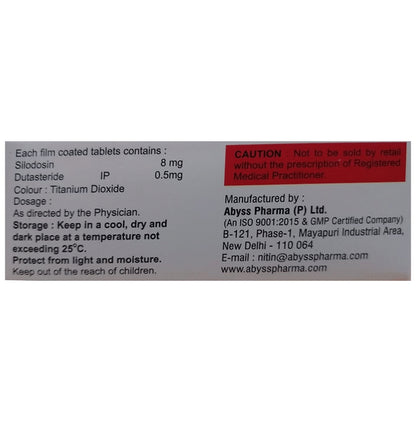 Each film coated tablets contains :
Silodosin 8 mg
Dutasteride IP 0.5mg
Colour : Titanium Dioxide
Dosage :
As directed by the Physician.
Storage : Keep in a cool, dry and
dark place at a temperature not
exceeding 25°C.
Protect from light and moisture.
Keep out of the reach of children.
CAUTION : Not to be sold by retail
without the prescription of Registered
Medical Practitioner.
Manufactured by :
Abyss Pharma (P) Ltd.
(An ISO 9001:2015 & GMP Certified Company)
B-121, Phase-1, Mayapuri Industrial Area,
New Delhi - 110 064
E-mail : nitin@abysspharma.com
www.abysspharma.com